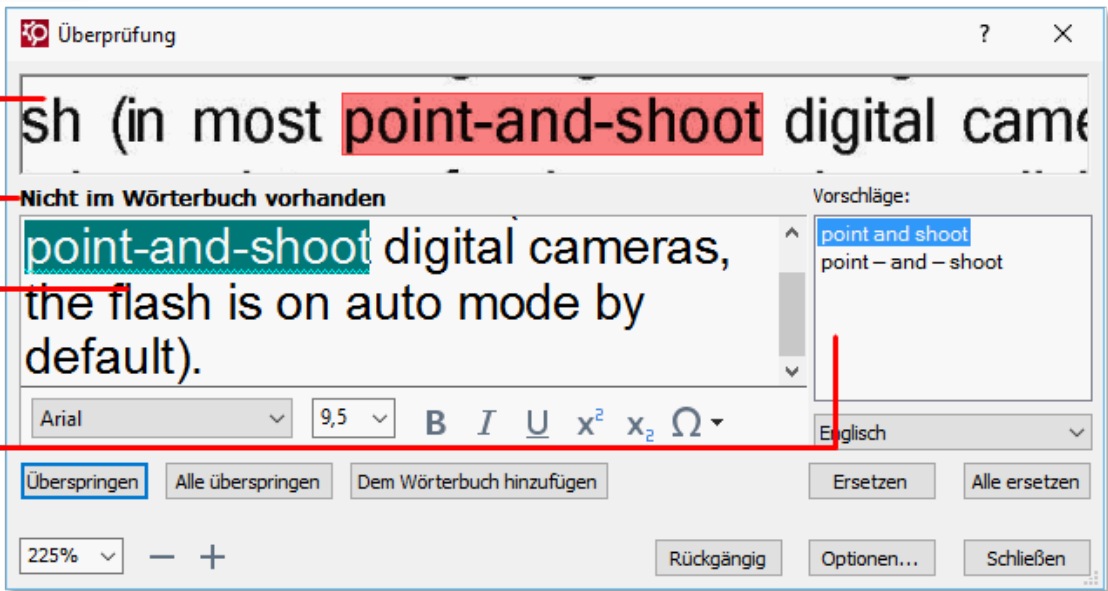 Überprüfung
?
sh (in most point-and-shoot digital came
Nicht im Wörterbuch vorhanden
Vorschläge:
point-and-shoot digital cameras,
the flash is on auto mode by
default).
point and shoot
point – and – shoot
Arial
9,5
B I U x² x₂ Ω
Englisch
Überspringen
Alle überspringen
Dem Wörterbuch hinzufügen
Ersetzen
Alle ersetzen
225%
Rückgängig
Optionen...
Schließen